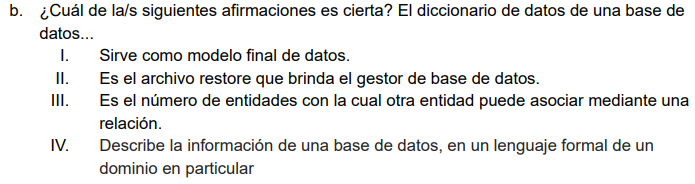 b. ¿Cuál de la/s siguientes afirmaciones es cierta? El diccionario de datos de una base de
datos...
I. Sirve como modelo final de datos.
II. Es el archivo restore que brinda el gestor de base de datos.
III. Es el número de entidades con la cual otra entidad puede asociar mediante una
relación.
IV. Describe la información de una base de datos, en un lenguaje formal de un
dominio en particular